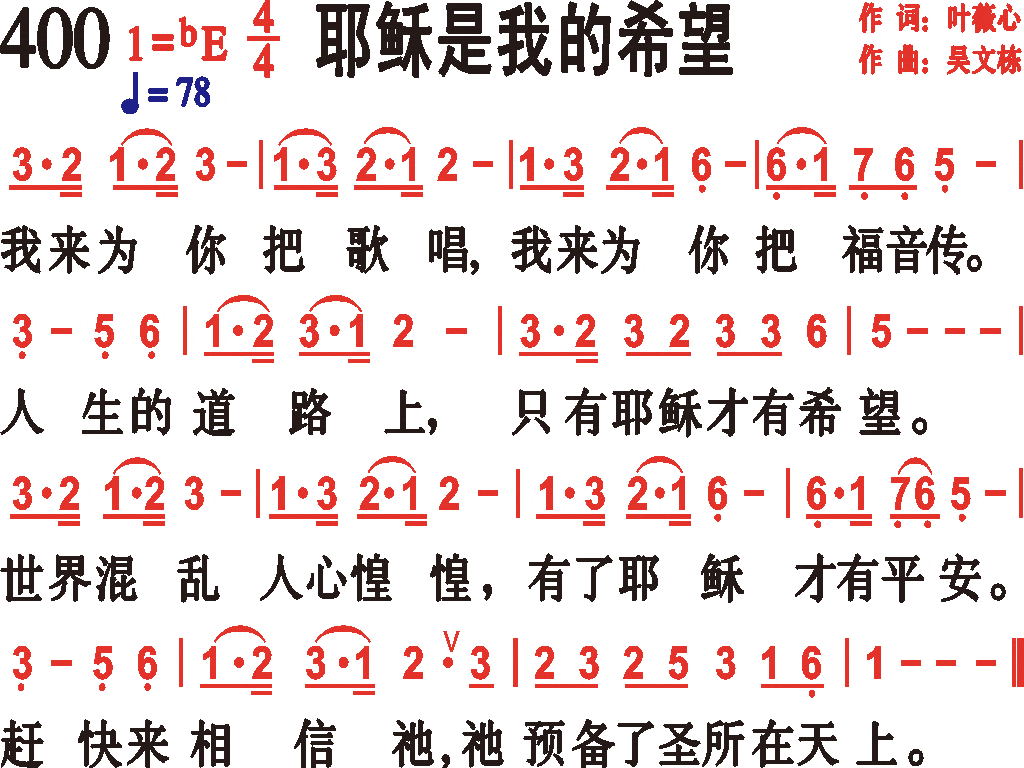 400 1=ᵇE 4/4 耶稣是我的希望 作 词：叶薇心
♩=78 作 曲：吴文栋
3·2 1·2 3 - | 1·3 2·1 2 - | 1·3 2·1 6̣ - | 6̣·1 7̣ 6̣ 5̣ - |
我来为 你 把 歌 唱，我来为 你 把 福音传。
3̣ - 5̣ 6̣ | 1·2 3·1 2 - | 3·2 3 2 3 3 6 | 5 - - - |
人 生的 道 路 上， 只有耶稣才有希望。
3·2 1·2 3 - | 1·3 2·1 2 - | 1·3 2·1 6̣ - | 6̣·1 7̣6̣ 5̣ - |
世界混 乱 人心惶 惶，有了耶 稣 才有平安。
3̣ - 5̣ 6̣ | 1·2 3·1 2 ∨· 3 | 2 3 2 5 3 1 6̣ | 1 - - - ‖
赶 快来 相 信 祂，祂 预备了圣所在天上。